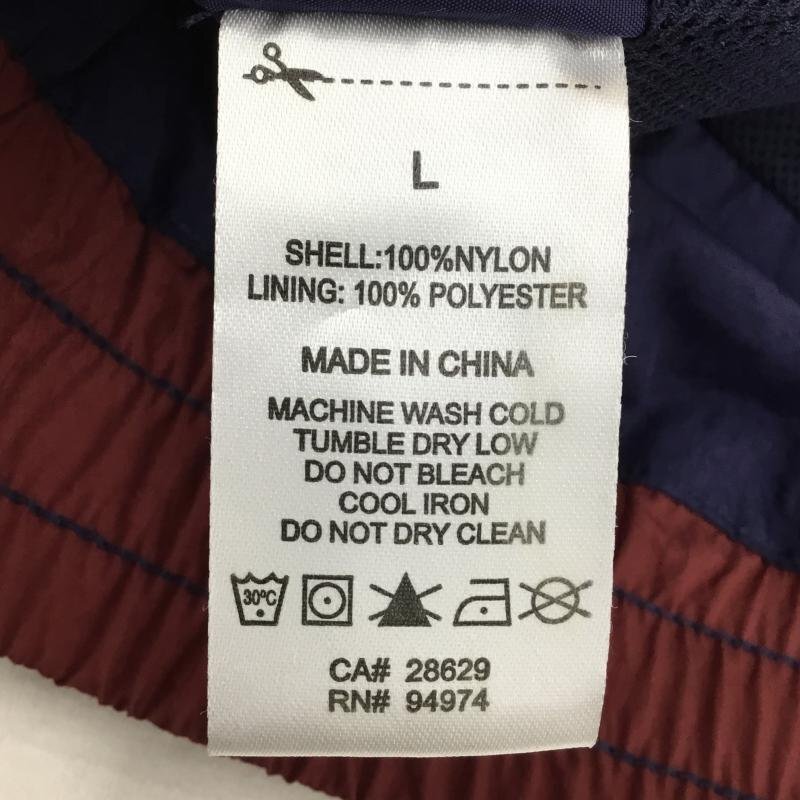 L
SHELL:100%NYLON
LINING: 100% POLYESTER
MADE IN CHINA
MACHINE WASH COLD
TUMBLE DRY LOW
DO NOT BLEACH
COOL IRON
DO NOT DRY CLEAN
30ºC
CA# 28629
RN# 94974